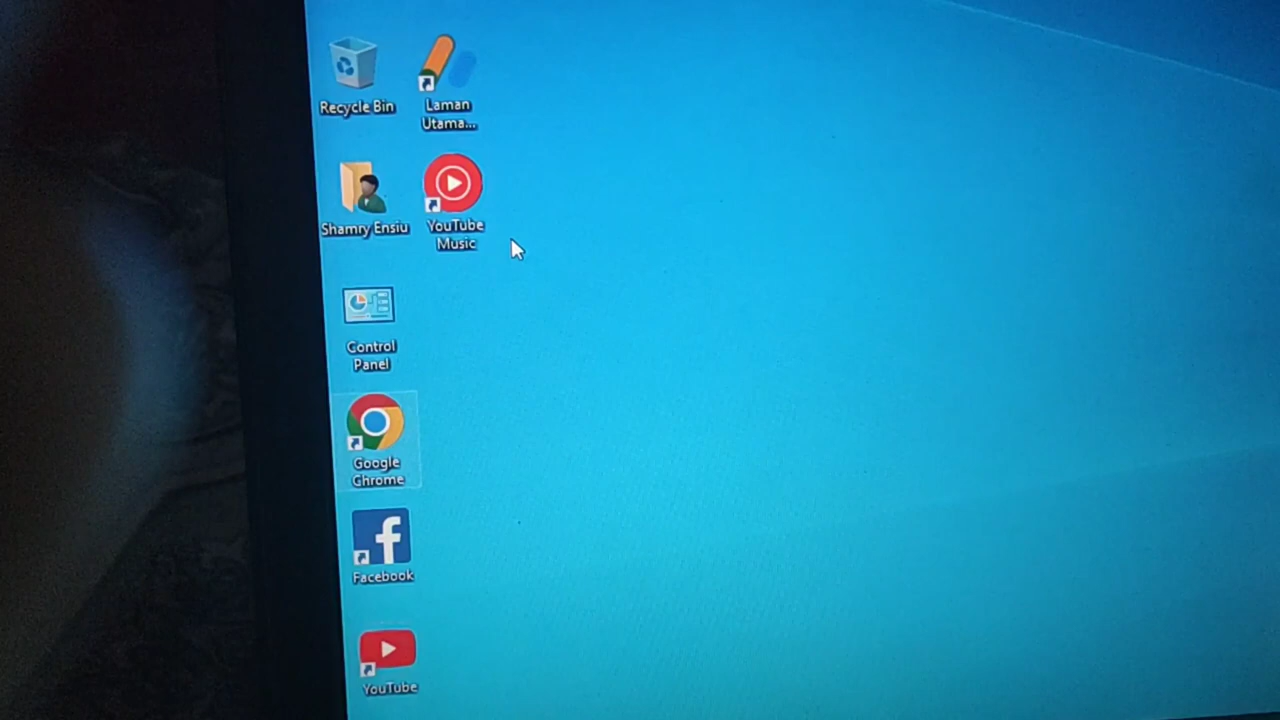 Recycle Bin
Laman
Utama...
Shamry Ensiu
YouTube
Music
Control
Panel
Google
Chrome
Facebook
YouTube